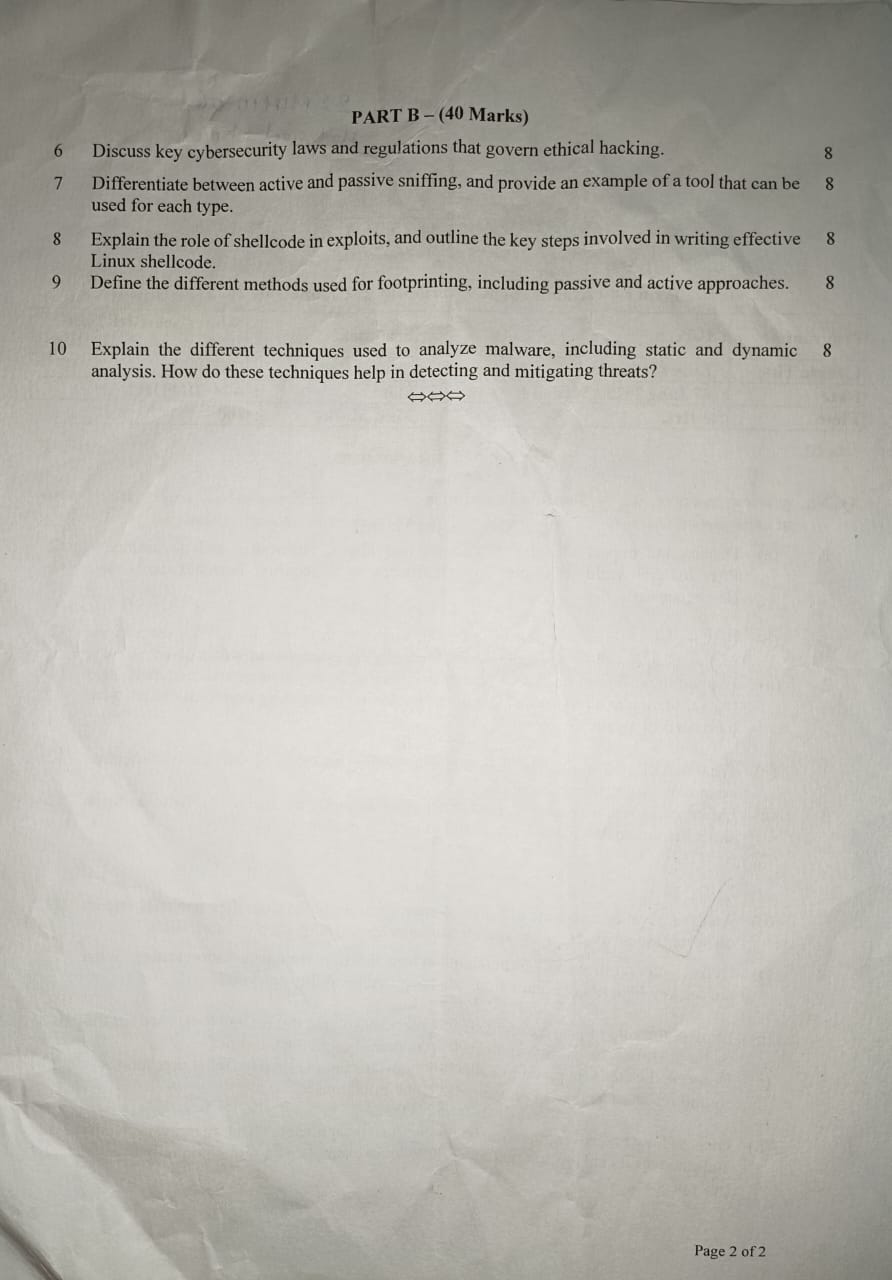 PART B – (40 Marks)
6 Discuss key cybersecurity laws and regulations that govern ethical hacking. 8
7 Differentiate between active and passive sniffing, and provide an example of a tool that can be 8
used for each type.
8 Explain the role of shellcode in exploits, and outline the key steps involved in writing effective 8
Linux shellcode.
9 Define the different methods used for footprinting, including passive and active approaches. 8
10 Explain the different techniques used to analyze malware, including static and dynamic 8
analysis. How do these techniques help in detecting and mitigating threats?
⇔⇔⇔
Page 2 of 2